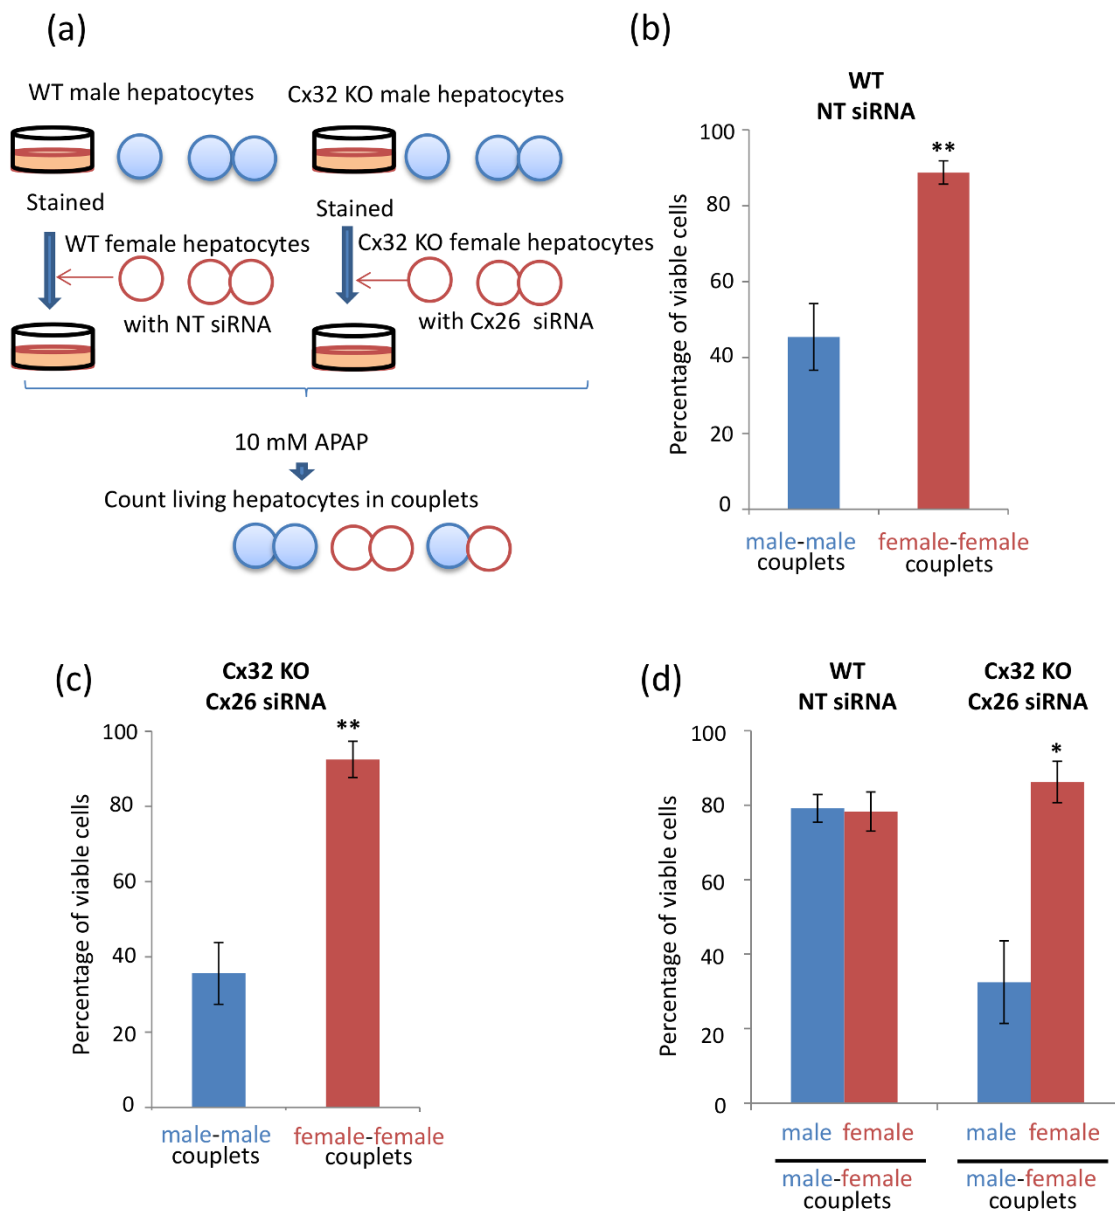 (a)
WT male hepatocytes
Cx32 KO male hepatocytes
Stained
Stained
WT female hepatocytes
Cx32 KO female hepatocytes
with NT siRNA
with Cx26 siRNA
10 mM APAP
Count living hepatocytes in couplets
(b)
WT
NT siRNA
Percentage of viable cells
100
80
60
40
20
0
**
male-male
couplets
female-female
couplets
(c)
Cx32 KO
Cx26 siRNA
Percentage of viable cells
100
80
60
40
20
0
**
male-male
couplets
female-female
couplets
(d)
WT
NT siRNA
Cx32 KO
Cx26 siRNA
Percentage of viable cells
100
80
60
40
20
0
*
male female
male female
male-female
couplets
male-female
couplets